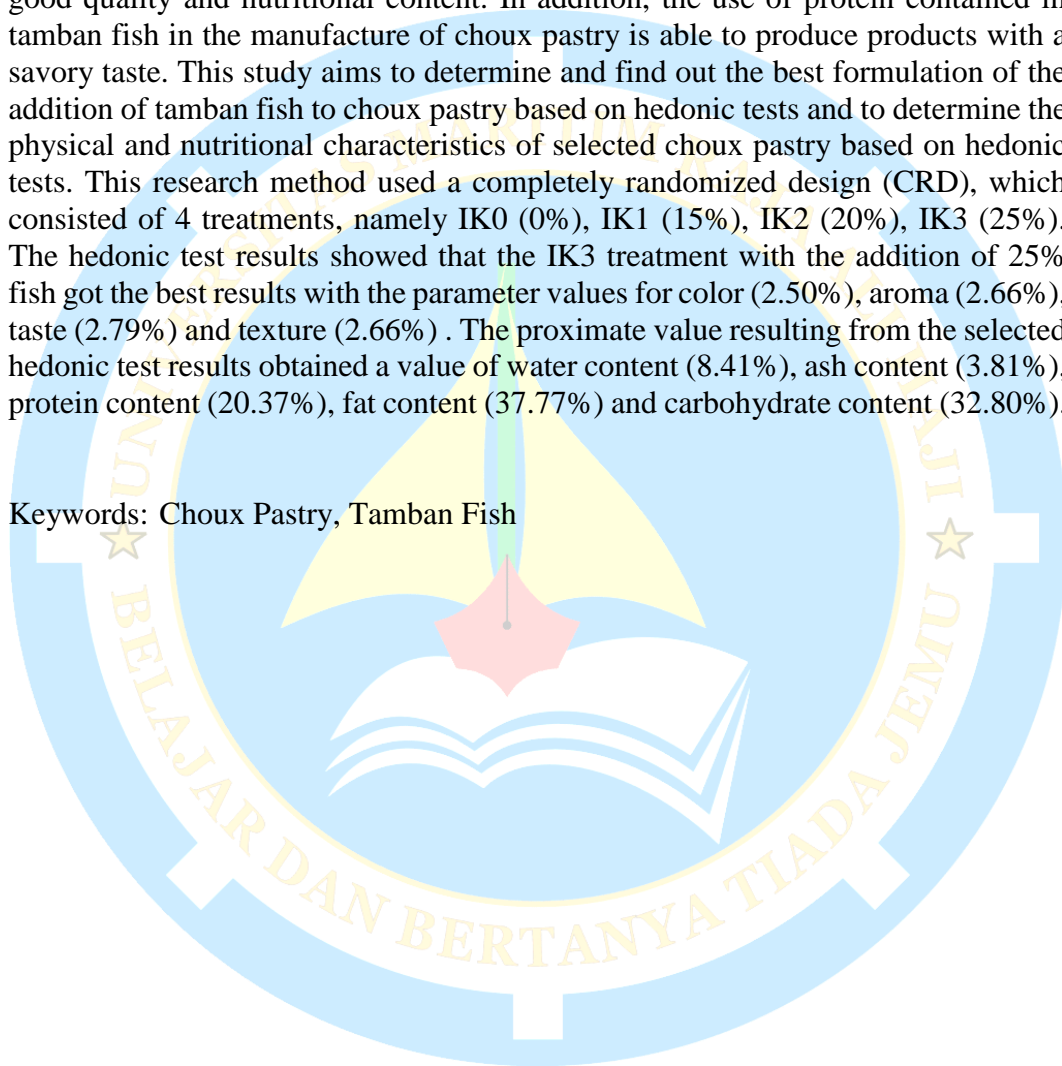 good quality and nutritional content. In addition, the use of protein contained in
tamban fish in the manufacture of choux pastry is able to produce products with a
savory taste. This study aims to determine and find out the best formulation of the
addition of tamban fish to choux pastry based on hedonic tests and to determine the
physical and nutritional characteristics of selected choux pastry based on hedonic
tests. This research method used a completely randomized design (CRD), which
consisted of 4 treatments, namely IK0 (0%), IK1 (15%), IK2 (20%), IK3 (25%).
The hedonic test results showed that the IK3 treatment with the addition of 25%
fish got the best results with the parameter values for color (2.50%), aroma (2.66%),
taste (2.79%) and texture (2.66%) . The proximate value resulting from the selected
hedonic test results obtained a value of water content (8.41%), ash content (3.81%),
protein content (20.37%), fat content (37.77%) and carbohydrate content (32.80%).
Keywords: Choux Pastry, Tamban Fish
UNIVERSITAS MARITIM RAJA ALI HAJI
BELAJAR DAN BERTANYA TIADA JEMU